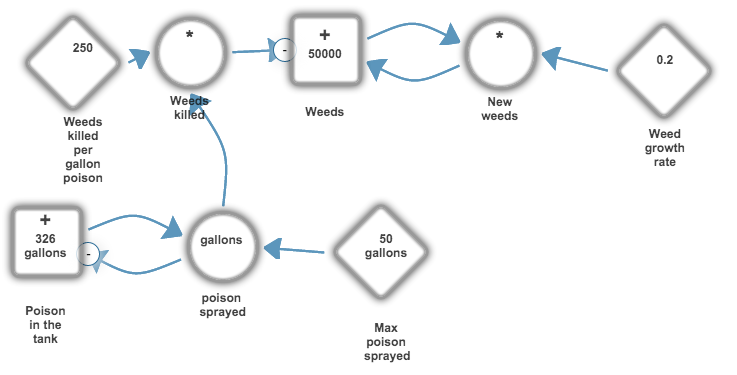 250
*
+
50000
*
0.2
-
Weeds
killed
per
gallon
poison
Weeds
killed
Weeds
New
weeds
Weed
growth
rate
+
326
gallons
-
gallons
50
gallons
Poison
in the
tank
poison
sprayed
Max
poison
sprayed